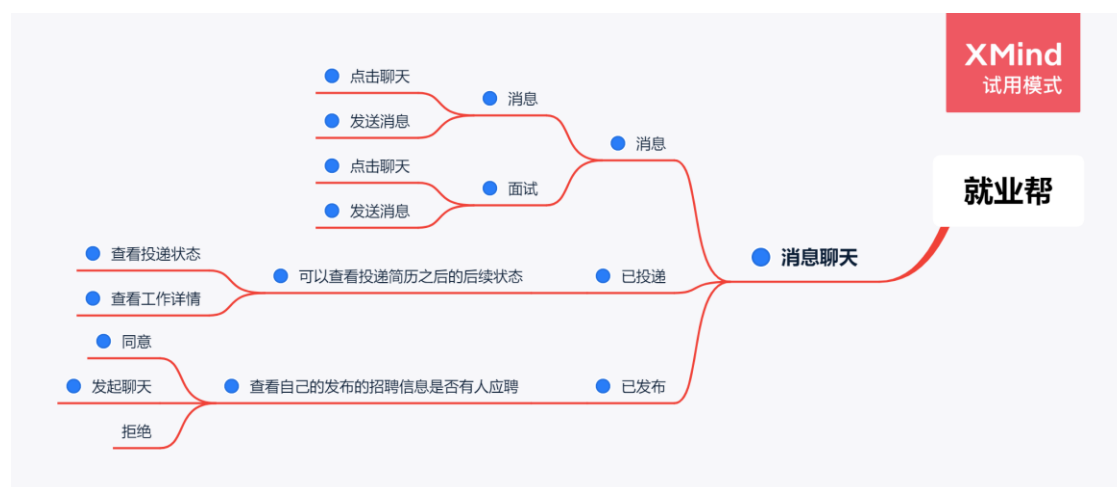 XMind
试用模式
就业帮
消息聊天
消息
消息
点击聊天
发送消息
面试
点击聊天
发送消息
已投递
可以查看投递简历之后的后续状态
查看投递状态
查看工作详情
已发布
查看自己的发布的招聘信息是否有人应聘
同意
发起聊天
拒绝